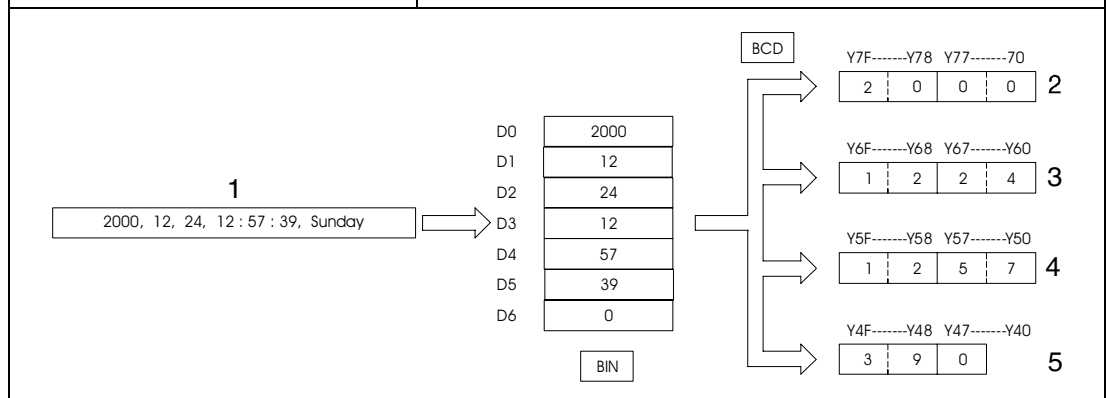 BCD
Y7F-------Y78 Y77-------70
2 0 0 0 2
D0 2000
D1 12
D2 24
D3 12
D4 57
D5 39
D6 0
BIN
1
2000, 12, 24, 12 : 57 : 39, Sunday
Y6F-------Y68 Y67-------Y60
1 2 2 4 3
Y5F-------Y58 Y57-------Y50
1 2 5 7 4
Y4F-------Y48 Y47-------Y40
3 9 0 5